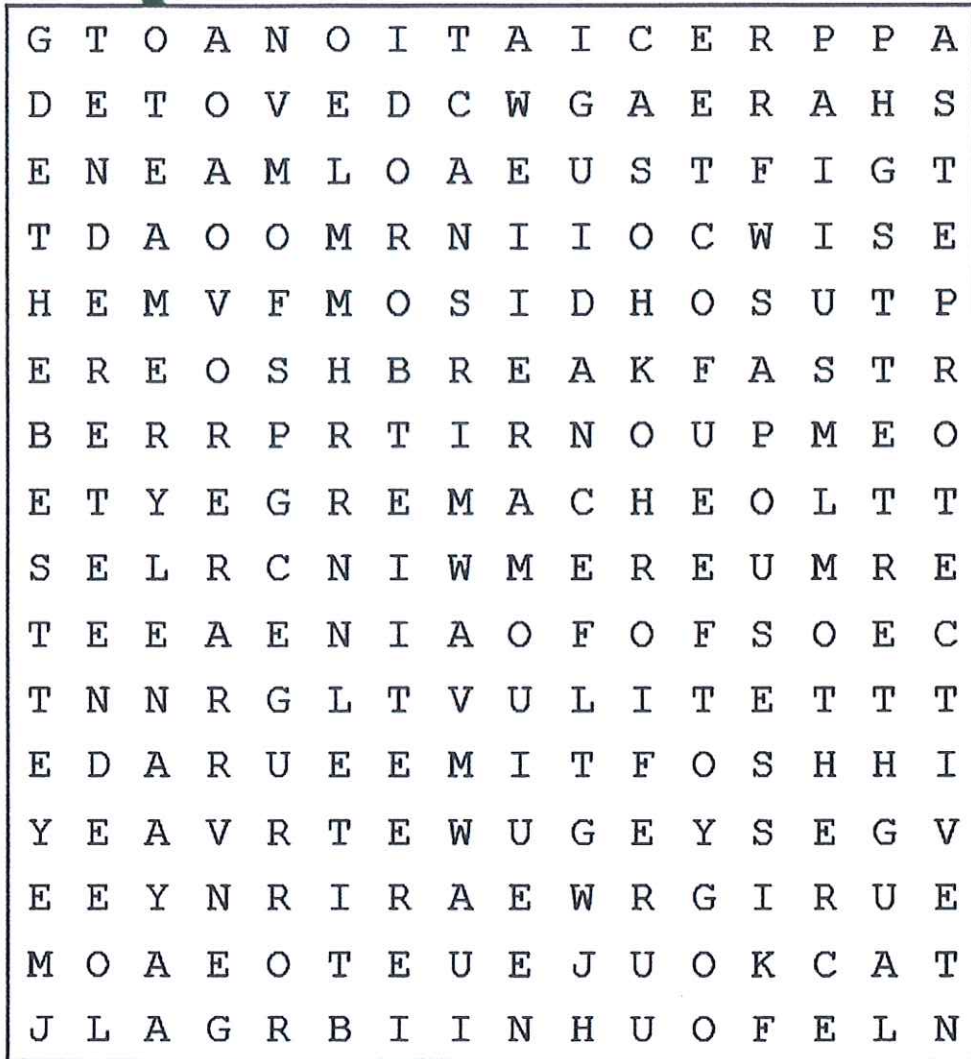 G T O A N O I T A I C E R P P A
D E T O V E D C W G A E R A H S
E N E A M L O A E U S T F I G T
T D A O O M R N I I O C W I S E
H E M V F M O S I D H O S U T P
E R E O S H B R E A K F A S T R
B E R R P R T I R N O U P M E O
E T Y E G R E M A C H E O L T T
S E L R C N I W M E R E U M R E
T E E A E N I A O F O F S O E C
T N N R G L T V U L I T E T T T
E D A R U E E M I T F O S H H I
Y E A V R T E W U G E Y S E G V
E E Y N R I R A E W R G I R U E
M O A E O T E U E J U O K C A T
J L A G R B I I N H U O F E L N